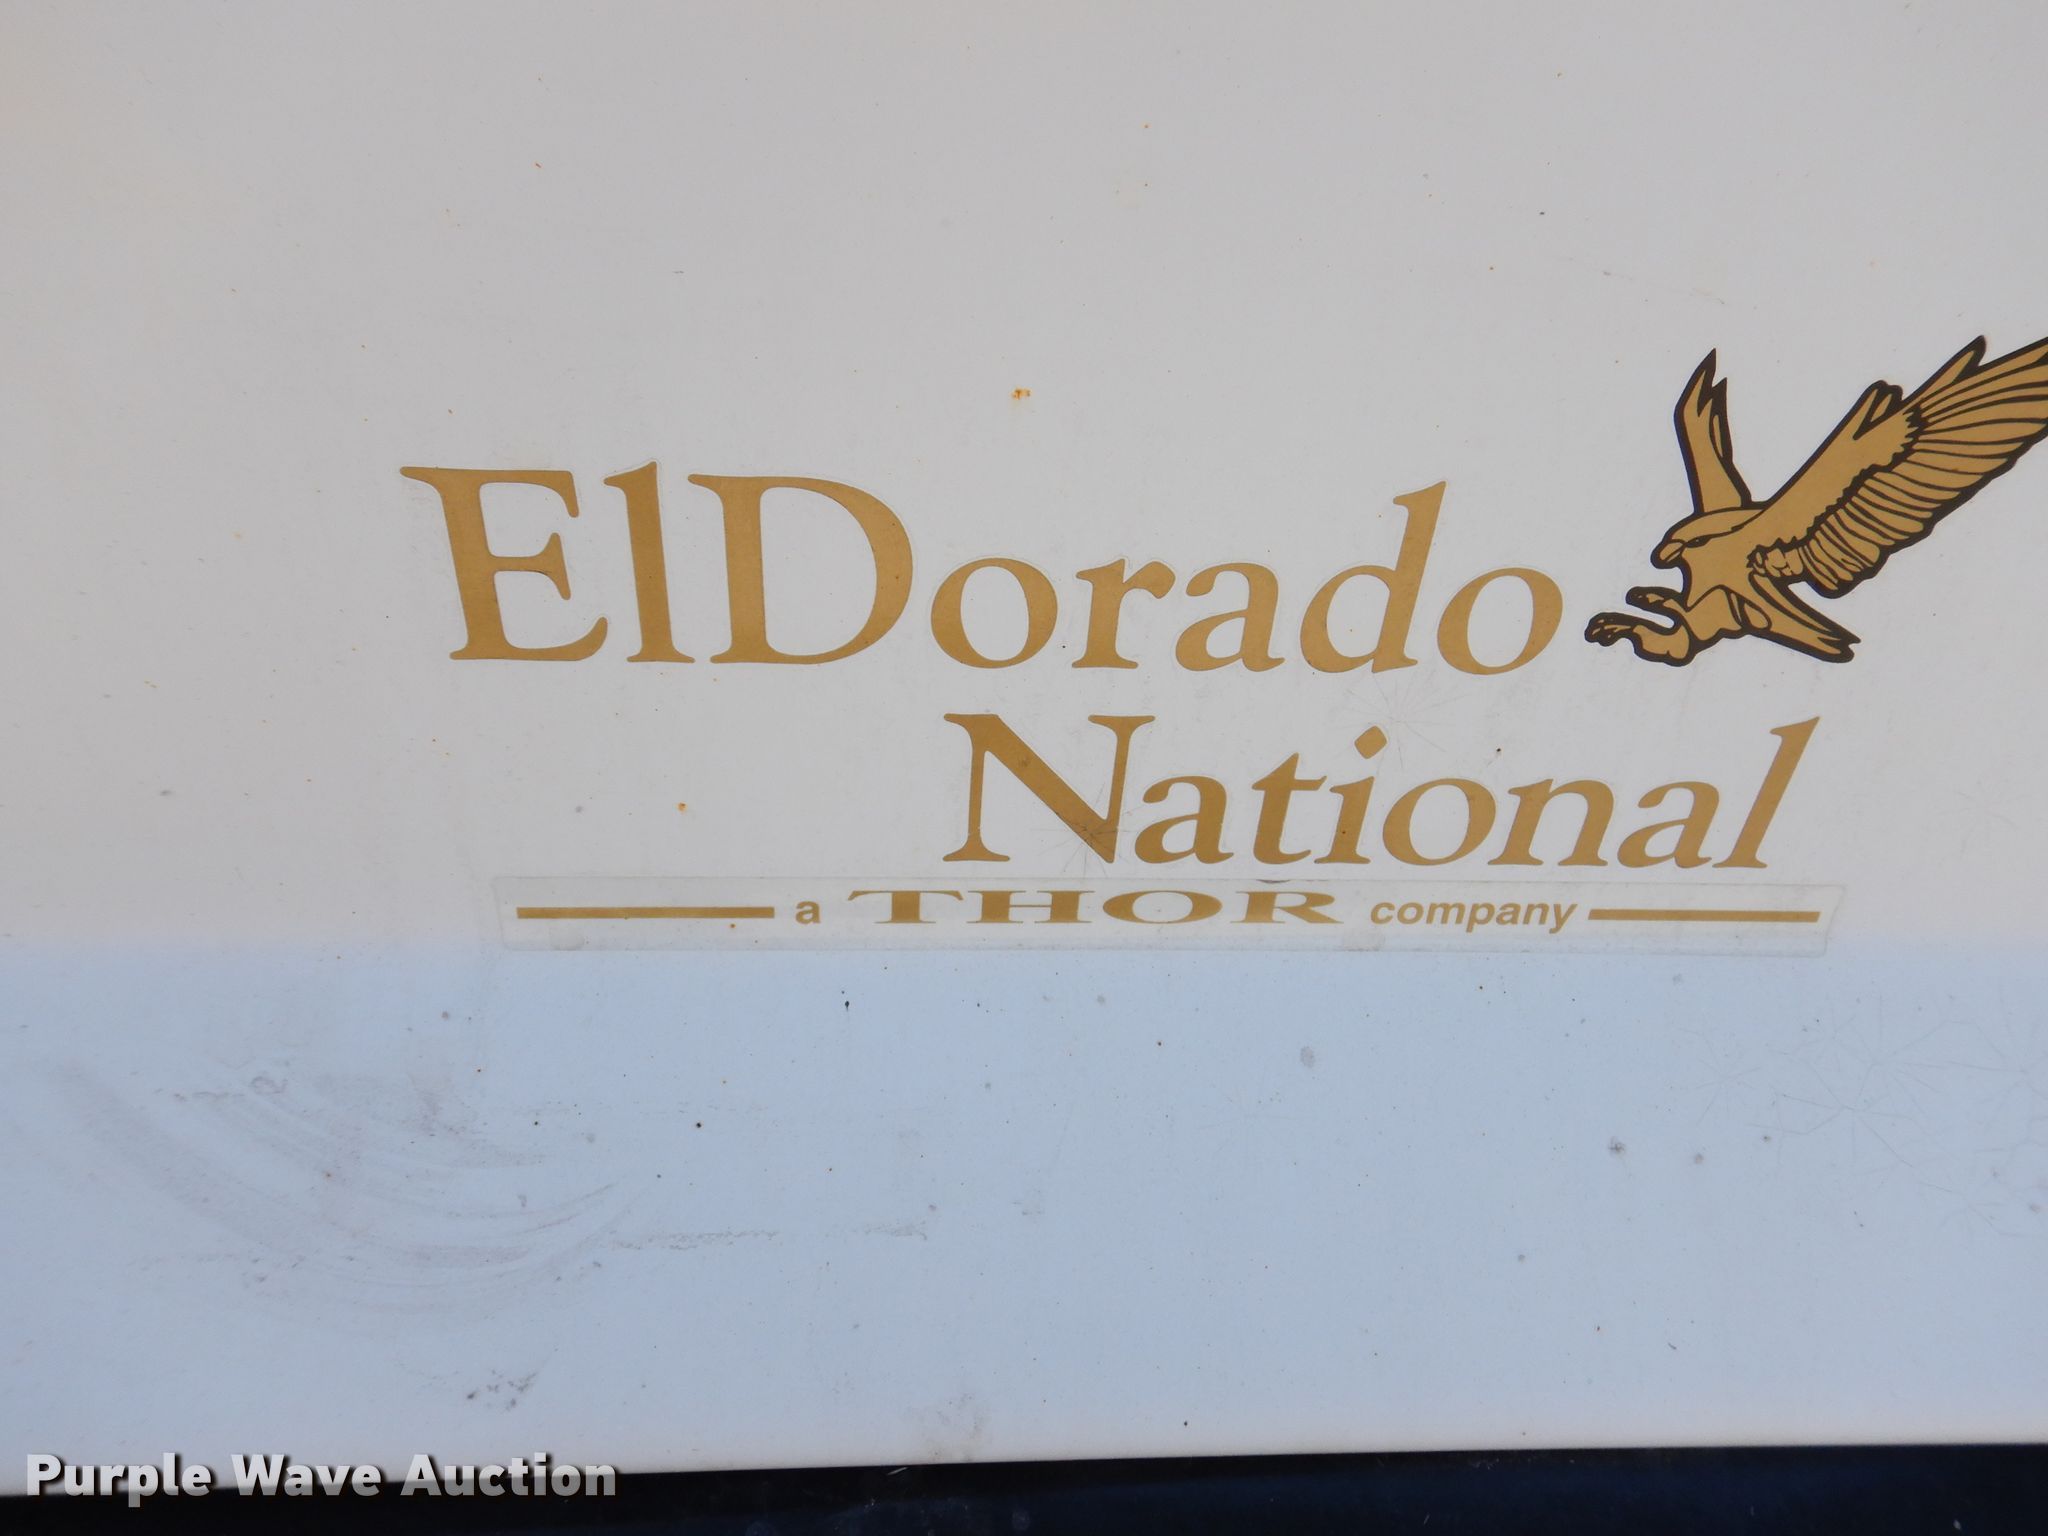 ElDorado
National
a THOR company
Purple Wave Auction